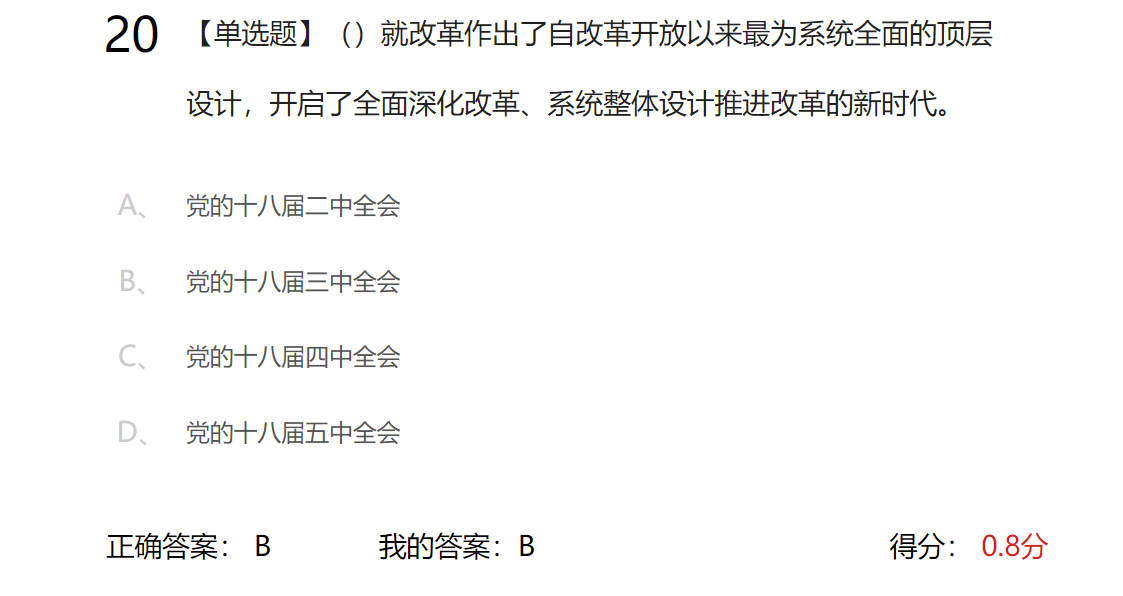 20 【单选题】（）就改革作出了自改革开放以来最为系统全面的顶层
设计，开启了全面深化改革、系统整体设计推进改革的新时代。
A、 党的十八届二中全会
B、 党的十八届三中全会
C、 党的十八届四中全会
D、 党的十八届五中全会
正确答案： B 我的答案：B 得分： 0.8分